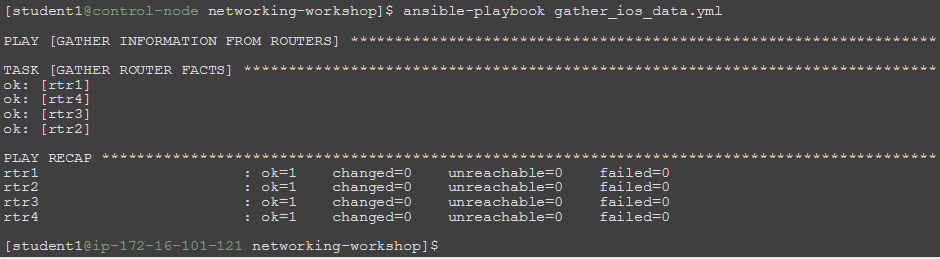 [student1@control-node networking-workshop]$ ansible-playbook gather_ios_data.yml
PLAY [GATHER INFORMATION FROM ROUTERS] ******************************************************************
TASK [GATHER ROUTER FACTS] ******************************************************************************
ok: [rtr1]
ok: [rtr4]
ok: [rtr3]
ok: [rtr2]
PLAY RECAP **********************************************************************************************
rtr1                       : ok=1    changed=0    unreachable=0    failed=0
rtr2                       : ok=1    changed=0    unreachable=0    failed=0
rtr3                       : ok=1    changed=0    unreachable=0    failed=0
rtr4                       : ok=1    changed=0    unreachable=0    failed=0
[student1@ip-172-16-101-121 networking-workshop]$